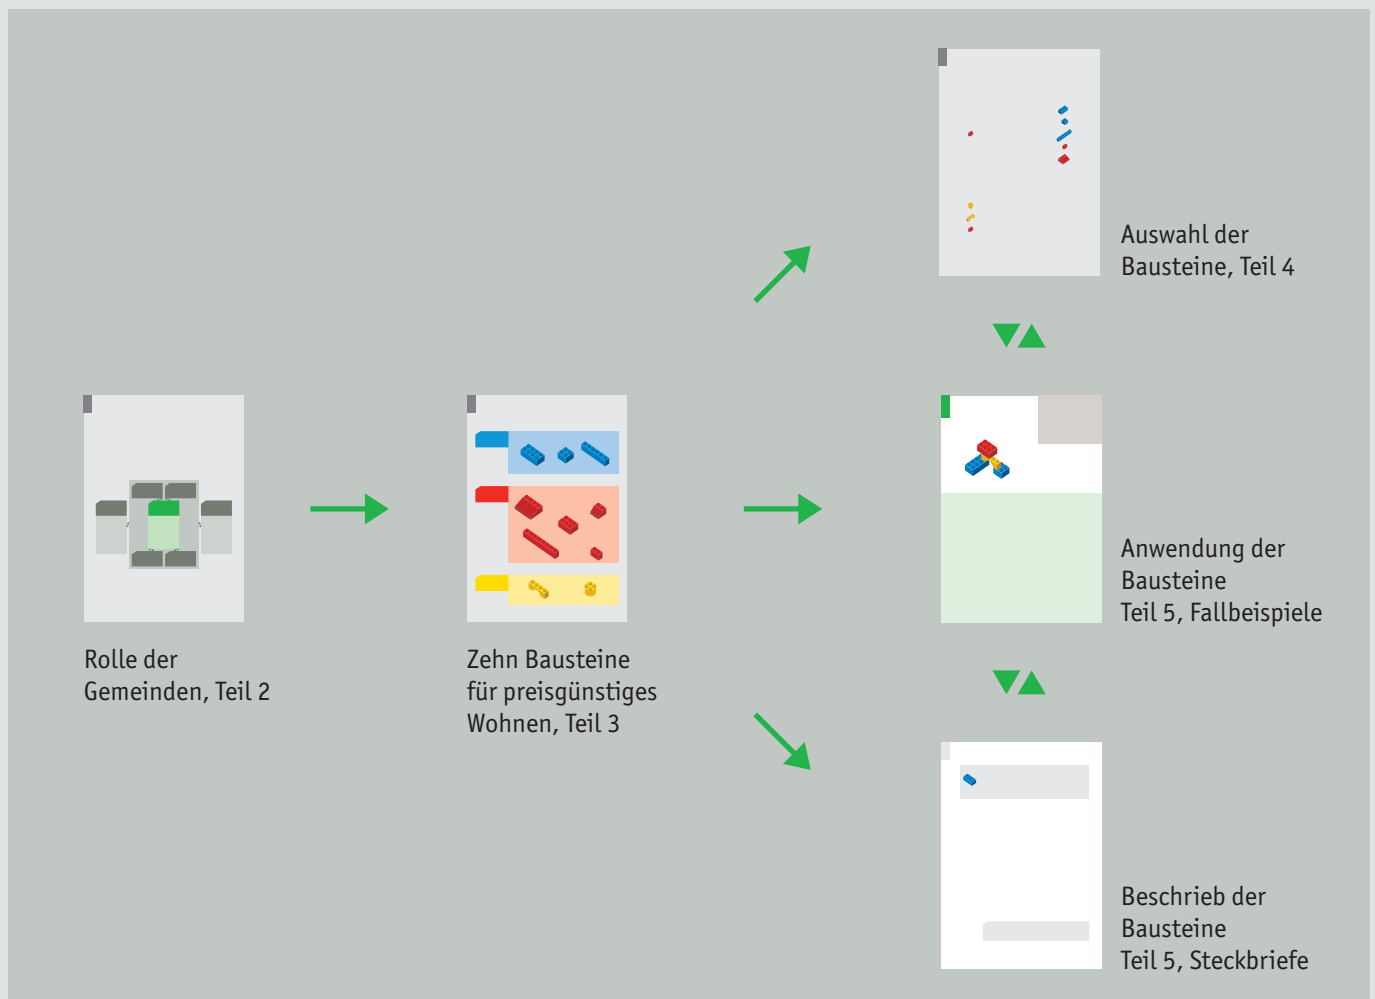 Auswahl der
Bausteine, Teil 4
Rolle der
Gemeinden, Teil 2
Zehn Bausteine
für preisgünstiges
Wohnen, Teil 3
Anwendung der
Bausteine
Teil 5, Fallbeispiele
Beschrieb der
Bausteine
Teil 5, Steckbriefe